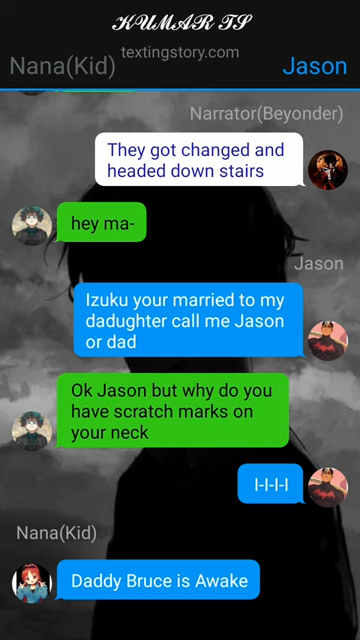 KUMAR TS
textingstory.com
Nana(Kid)
Jason
Narrator(Beyonder)
They got changed and
headed down stairs
hey ma-
Jason
Izuku your married to my
dadughter call me Jason
or dad
Ok Jason but why do you
have scratch marks on
your neck
I-I-I-I
Nana(Kid)
Daddy Bruce is Awake